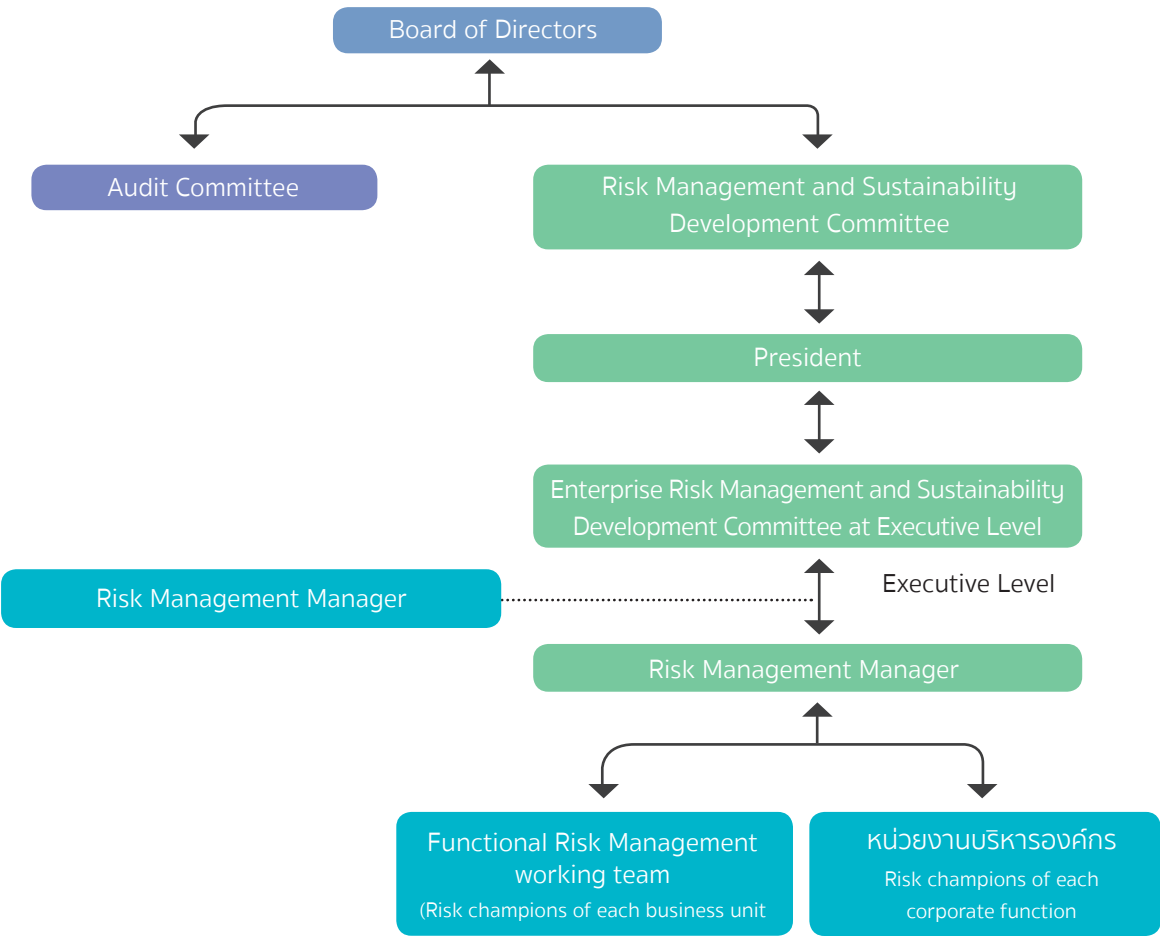 Board of Directors
Audit Committee
Risk Management and Sustainability
Development Committee
President
Enterprise Risk Management and Sustainability
Development Committee at Executive Level
Executive Level
Risk Management Manager
Risk Management Manager
Functional Risk Management
working team
(Risk champions of each business unit
หน่วยงานบริหารองค์กร
Risk champions of each
corporate function